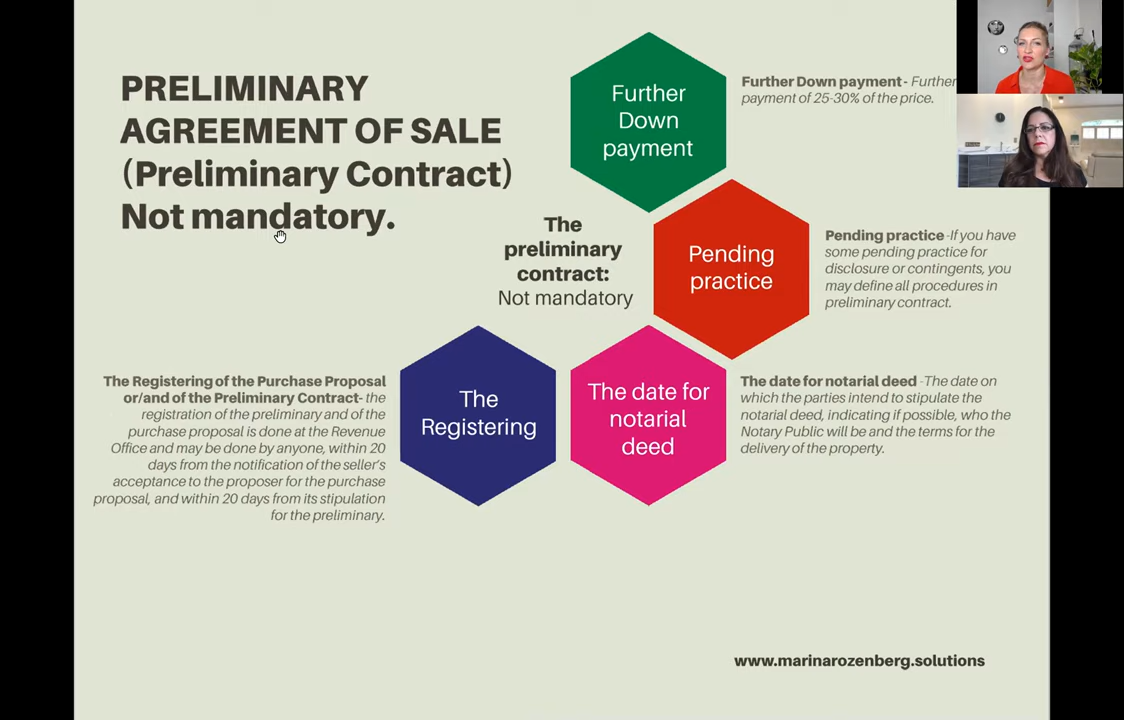 PRELIMINARY
AGREEMENT OF SALE
(Preliminary Contract)
Not mandatory.
Further
Down
payment
Further Down payment - Further
payment of 25-30% of the price.
The
preliminary
contract:
Not mandatory
Pending
practice
Pending practice -If you have
some pending practice for
disclosure or contingents, you
may define all procedures in
preliminary contract.
The Registering of the Purchase Proposal
or/and of the Preliminary Contract- the
registration of the preliminary and of the
purchase proposal is done at the Revenue
Office and may be done by anyone, within 20
days from the notification of the seller's
acceptance to the proposer for the purchase
proposal, and within 20 days from its stipulation
for the preliminary.
The
Registering
The date for
notarial
deed
The date for notarial deed -The date on
which the parties intend to stipulate the
notarial deed, indicating if possible, who the
Notary Public will be and the terms for the
delivery of the property.
www.marinarozenberg.solutions